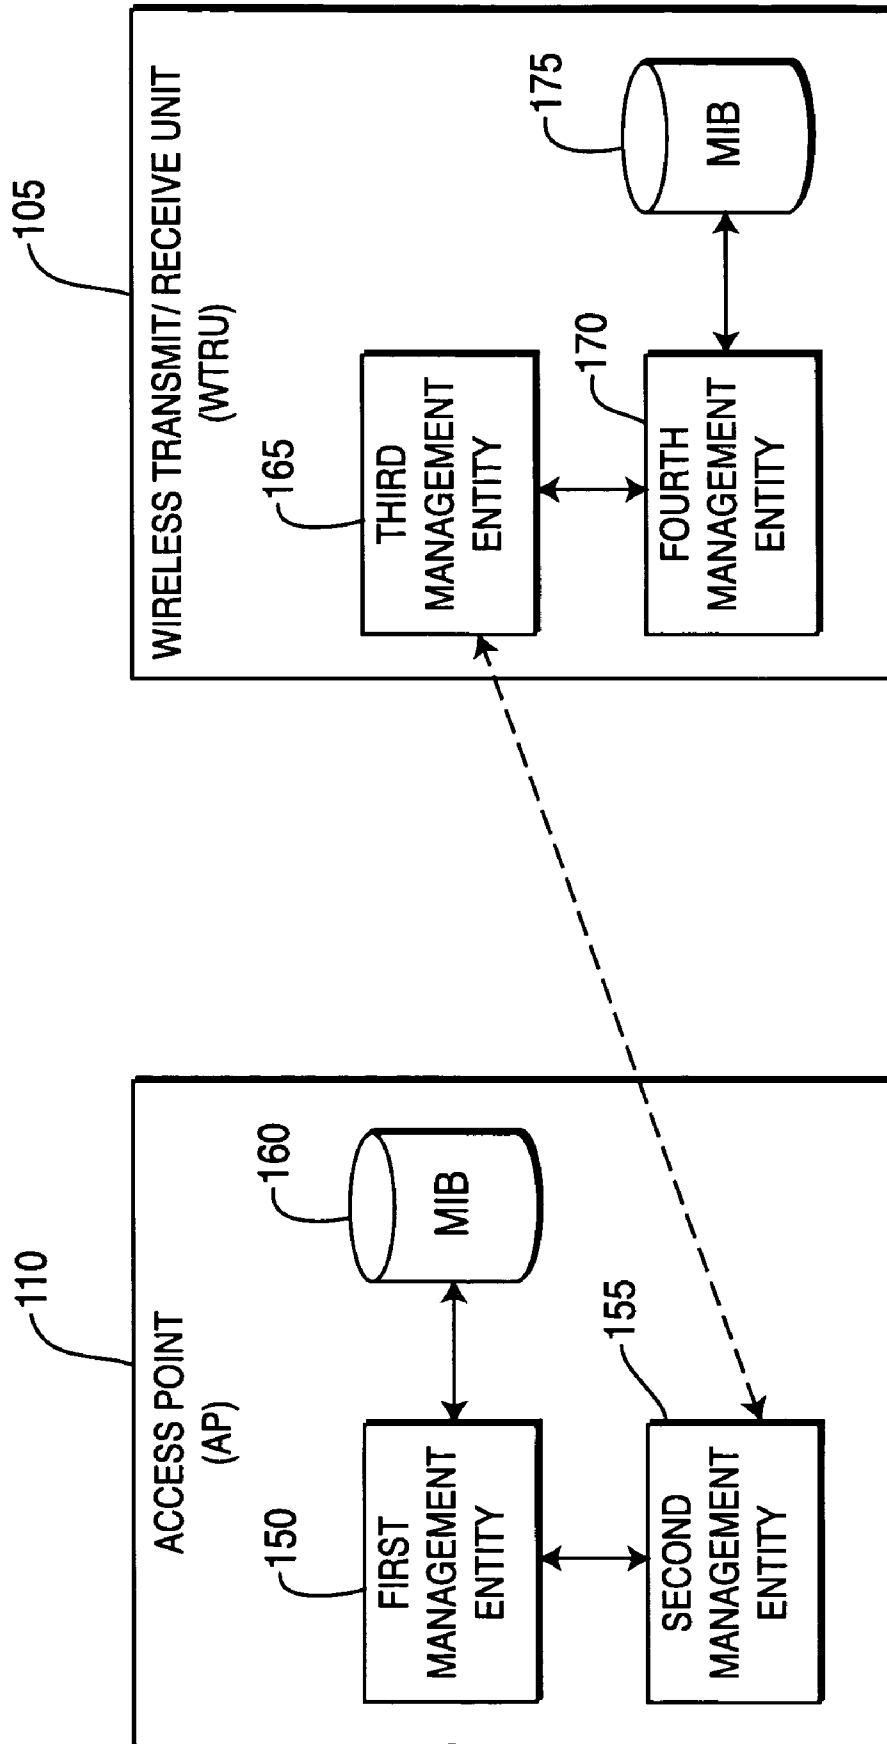 110
ACCESS POINT
(AP)
150
FIRST
MANAGEMENT
ENTITY
160
MIB
155
SECOND
MANAGEMENT
ENTITY
105
WIRELESS TRANSMIT/ RECEIVE UNIT
(WTRU)
165
THIRD
MANAGEMENT
ENTITY
170
FOURTH
MANAGEMENT
ENTITY
175
MIB